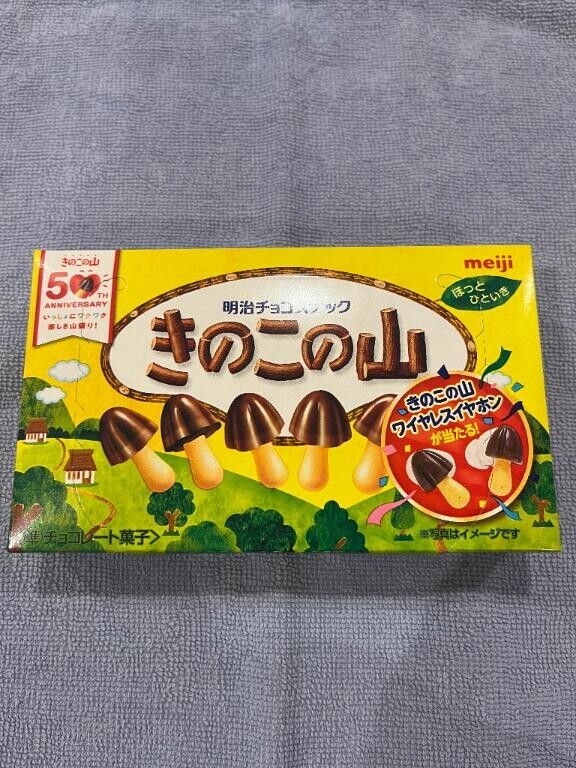 きのこの山
50TH
ANNIVERSARY
いっしょにワクワク
楽しさ山盛り!
meiji
ほっと
ひといき
明治チョコスナック
きのこの山
きのこの山
ワイヤレスイヤホン
が当たる!
準チョコレート菓子>
※写真はイメージです